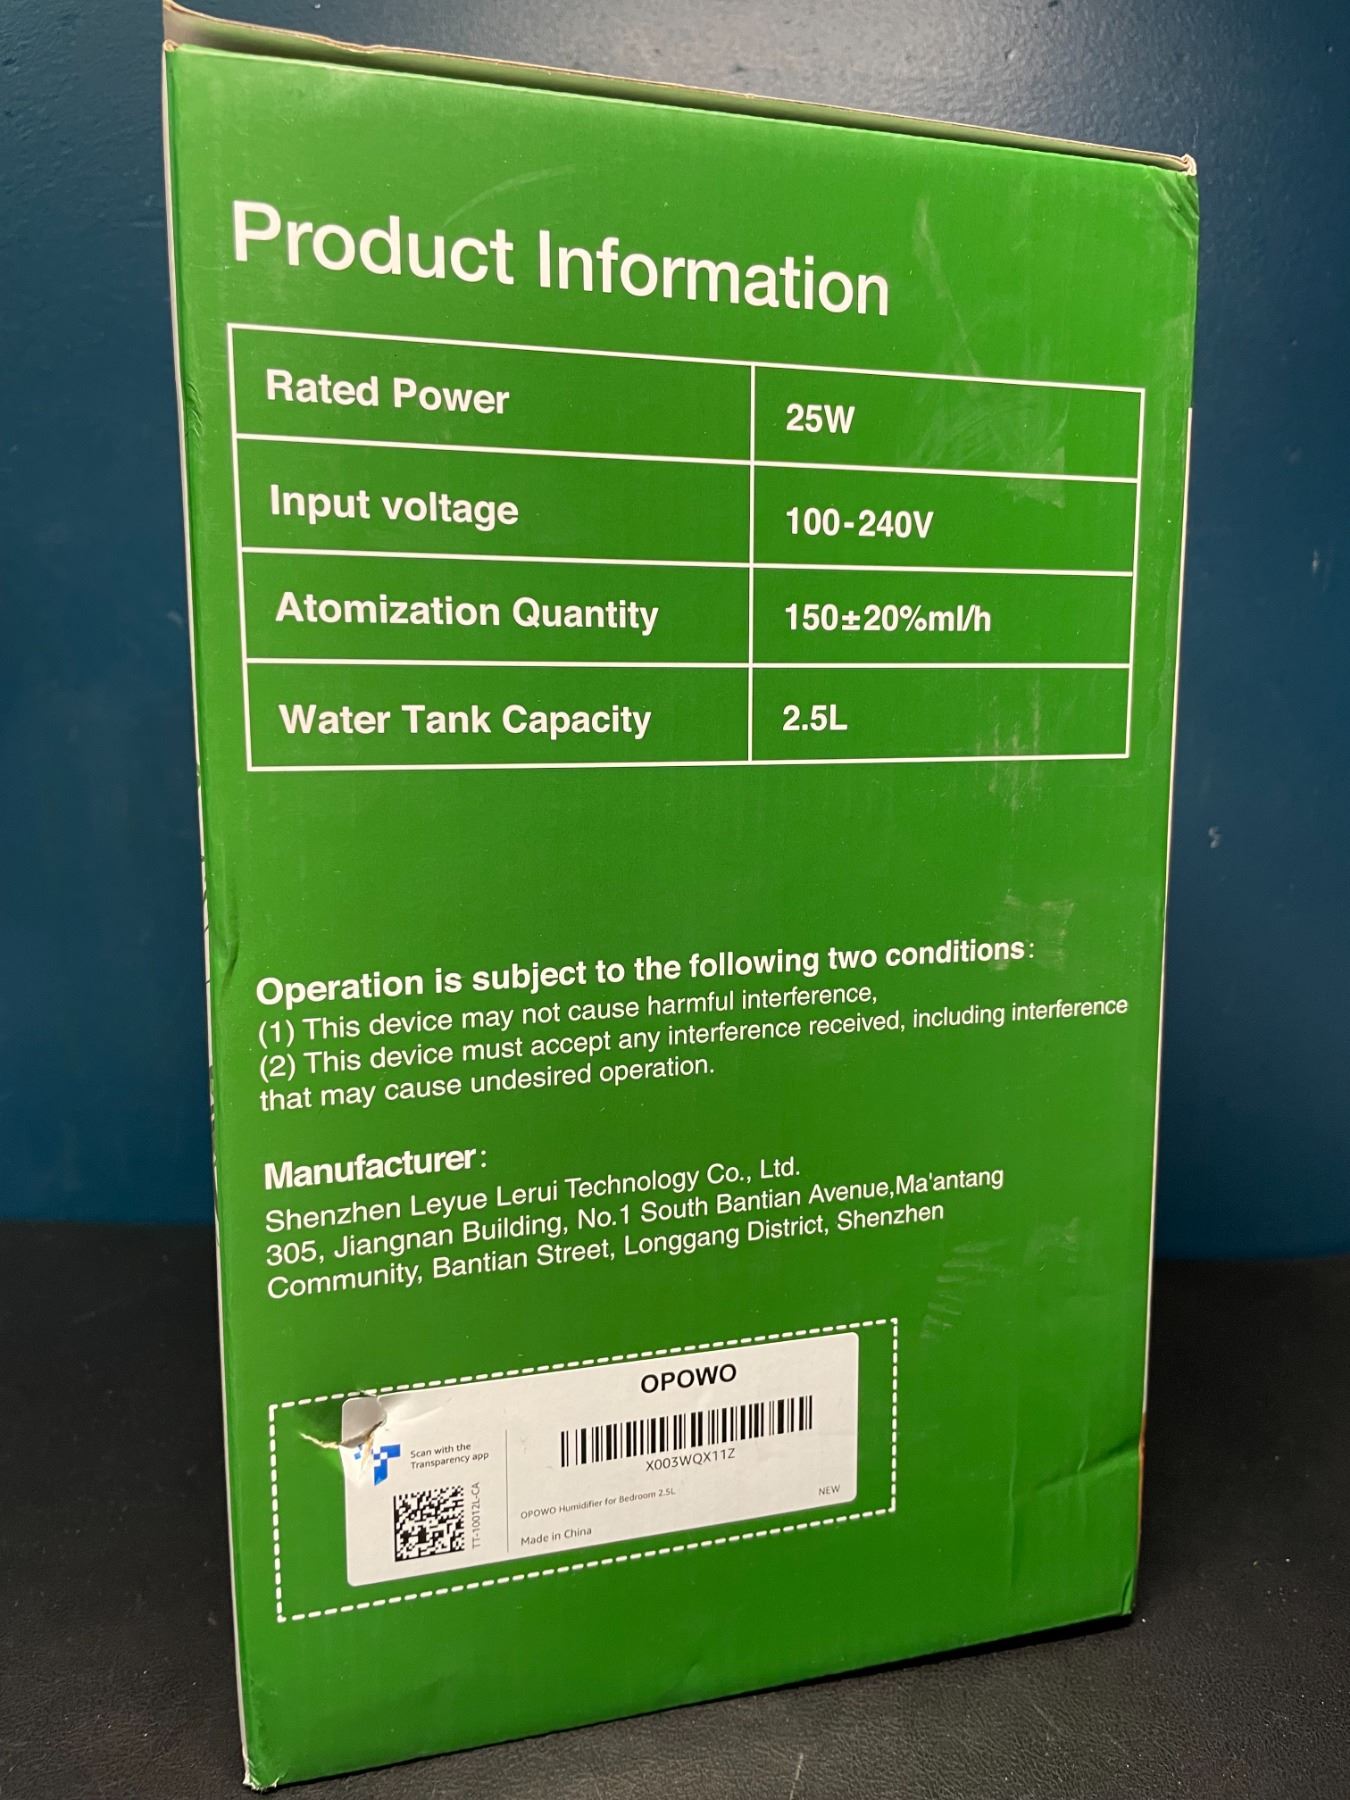 Product Information
Rated Power 25W
Input voltage 100-240V
Atomization Quantity 150±20%ml/h
Water Tank Capacity 2.5L
Operation is subject to the following two conditions:
(1) This device may not cause harmful interference,
(2) This device must accept any interference received, including interference
that may cause undesired operation.
Manufacturer:
Shenzhen Leyue Lerui Technology Co., Ltd.
305, Jiangnan Building, No.1 South Bantian Avenue,Ma'antang
Community, Bantian Street, Longgang District, Shenzhen
OPOWO
Scan with the
Transparency app
X003WQX11Z
TT-10012L-CA
OPOWO Humidifier for Bedroom 2.5L
NEW
Made in China